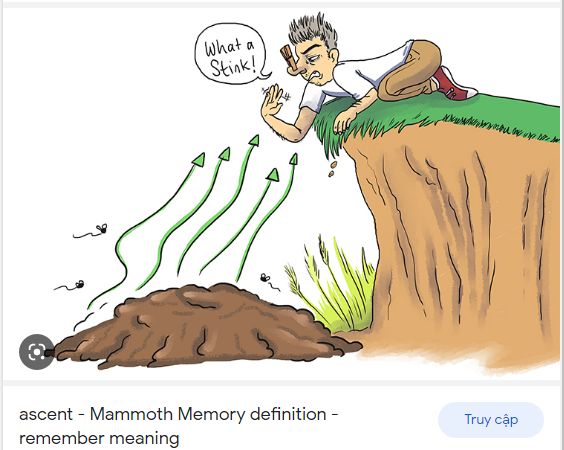 What a
Stink!
ascent - Mammoth Memory definition -
remember meaning
Truy cập